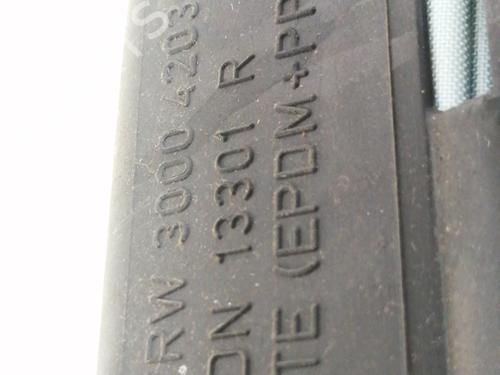 RW 3000 4203
DN 13301 R
TE (EPDM+PP